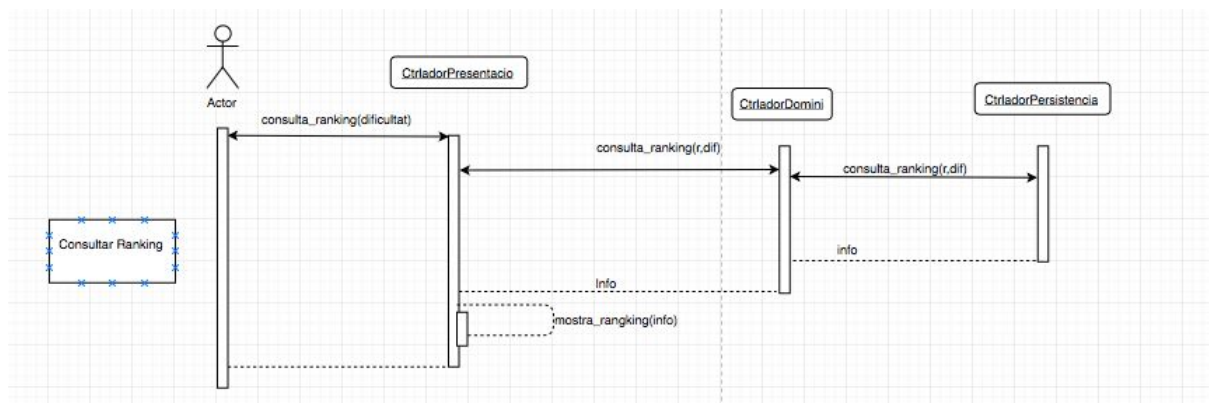 CtrladorPresentacio
CtrladorDomini
CtrladorPersistencia
Actor
consulta_ranking(dificultat)
consulta_ranking(r,dif)
consulta_ranking(r,dif)
Consultar Ranking
info
Info
mostra_rangking(info)